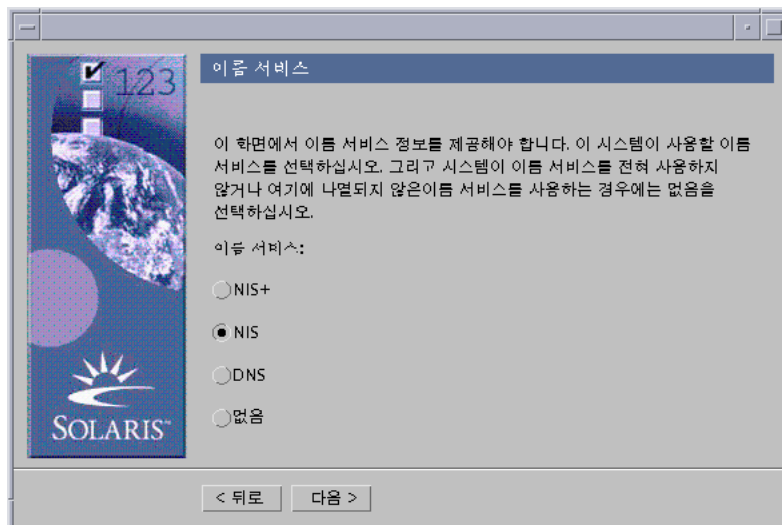 123
SOLARIS™
이름 서비스
이 화면에서 이름 서비스 정보를 제공해야 합니다. 이 시스템이 사용할 이름
서비스를 선택하십시오. 그리고 시스템이 이름 서비스를 전혀 사용하지
않거나 여기에 나열되지 않은이름 서비스를 사용하는 경우에는 없음을
선택하십시오.
이름 서비스:
NIS+
NIS
DNS
없음
< 뒤로
다음 >